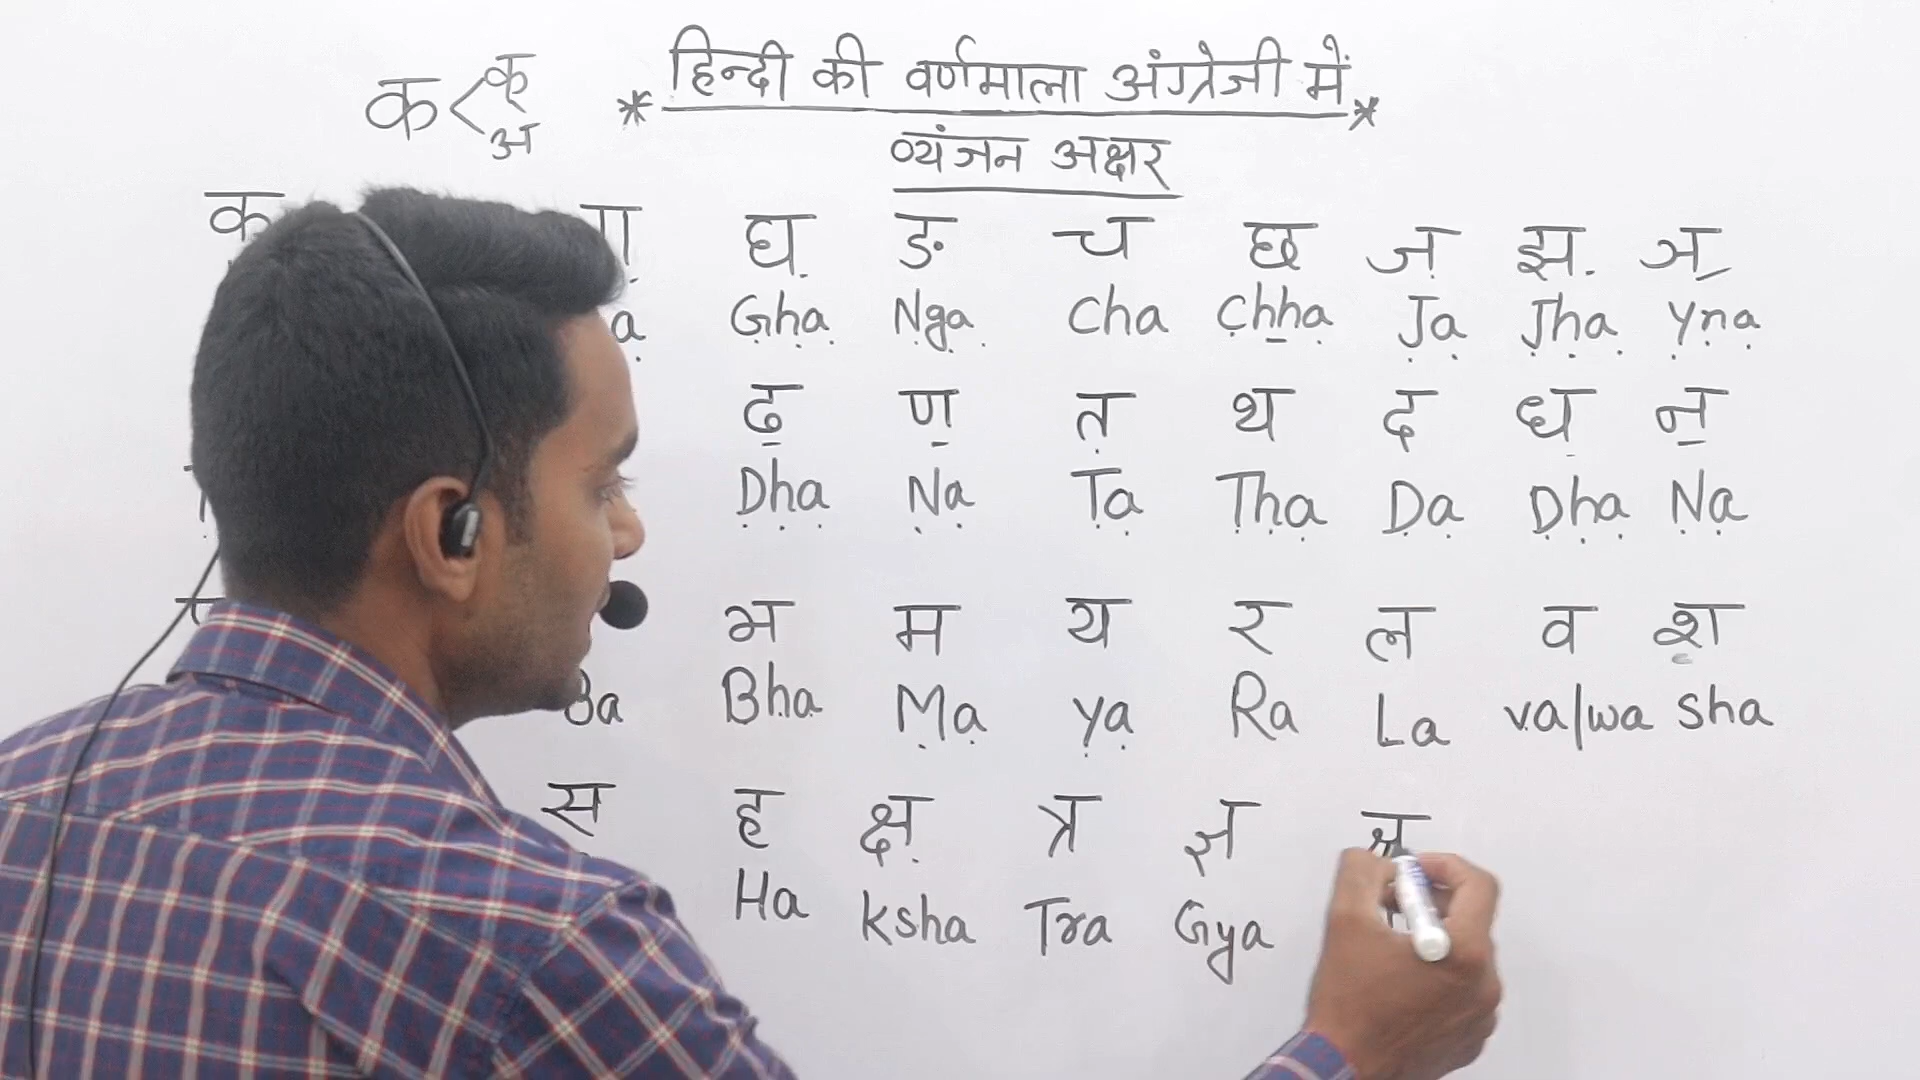 क < क् अ
* हिन्दी की वर्णमाला अंग्रेजी में *
व्यंजन अक्षर
क ग घ ङ च छ ज झ ञ
a Gha Nga Cha Chha Ja Jha Yna
ढ ण त थ द ध न
Dha Na Ta Tha Da Dha Na
भ म य र ल व श
Ba Bha Ma Ya Ra La va/wa Sha
स ह क्ष त्र ज्ञ
Ha Ksha Tra Gya